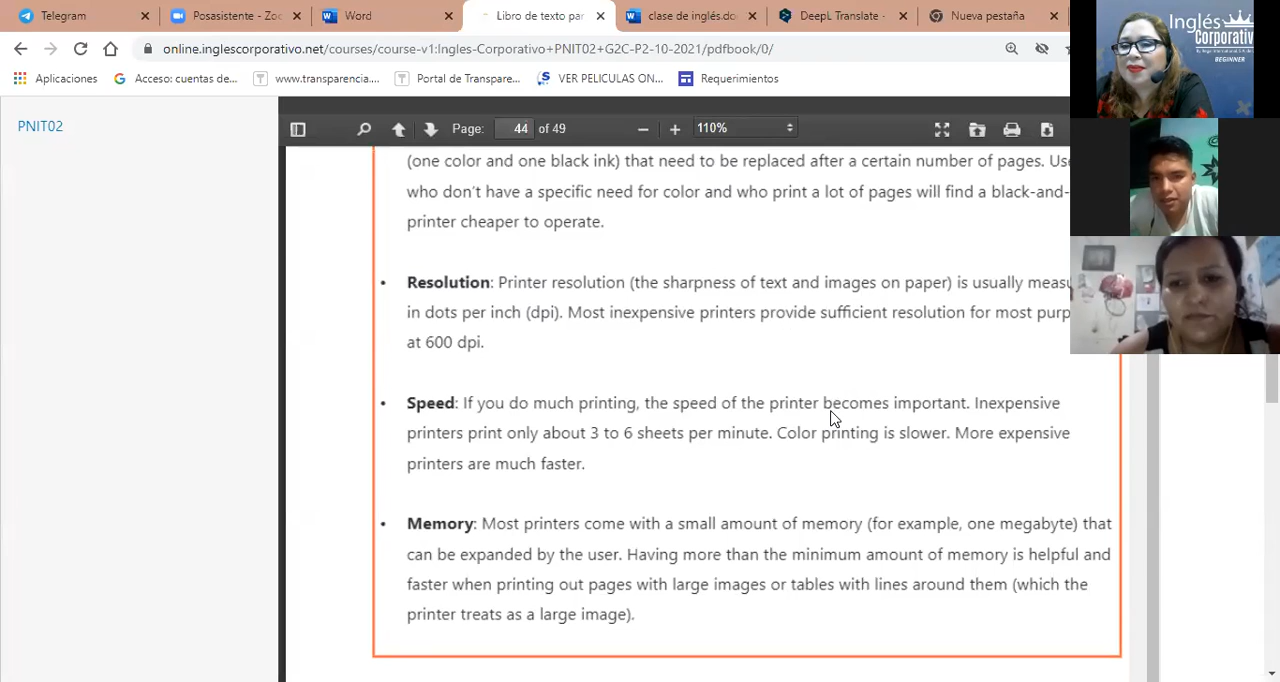 Telegram
Posasistente - Zoo
Word
Libro de texto par
clase de inglés.do
DeepL Translate -
Nueva pestaña
online.inglescorporativo.net/courses/course-v1:Ingles-Corporativo+PNIT02+G2C-P2-10-2021/pdfbook/0/
Aplicaciones
Acceso: cuentas de...
www.transparencia....
Portal de Transpare...
VER PELICULAS ON...
Requerimientos
Inglés
Corporativo
BEGINNER
PNIT02
Page: 44 of 49
110%
(one color and one black ink) that need to be replaced after a certain number of pages. Use
who don't have a specific need for color and who print a lot of pages will find a black-and-
printer cheaper to operate.
• Resolution: Printer resolution (the sharpness of text and images on paper) is usually measu
in dots per inch (dpi). Most inexpensive printers provide sufficient resolution for most purp
at 600 dpi.
• Speed: If you do much printing, the speed of the printer becomes important. Inexpensive
printers print only about 3 to 6 sheets per minute. Color printing is slower. More expensive
printers are much faster.
• Memory: Most printers come with a small amount of memory (for example, one megabyte) that
can be expanded by the user. Having more than the minimum amount of memory is helpful and
faster when printing out pages with large images or tables with lines around them (which the
printer treats as a large image).